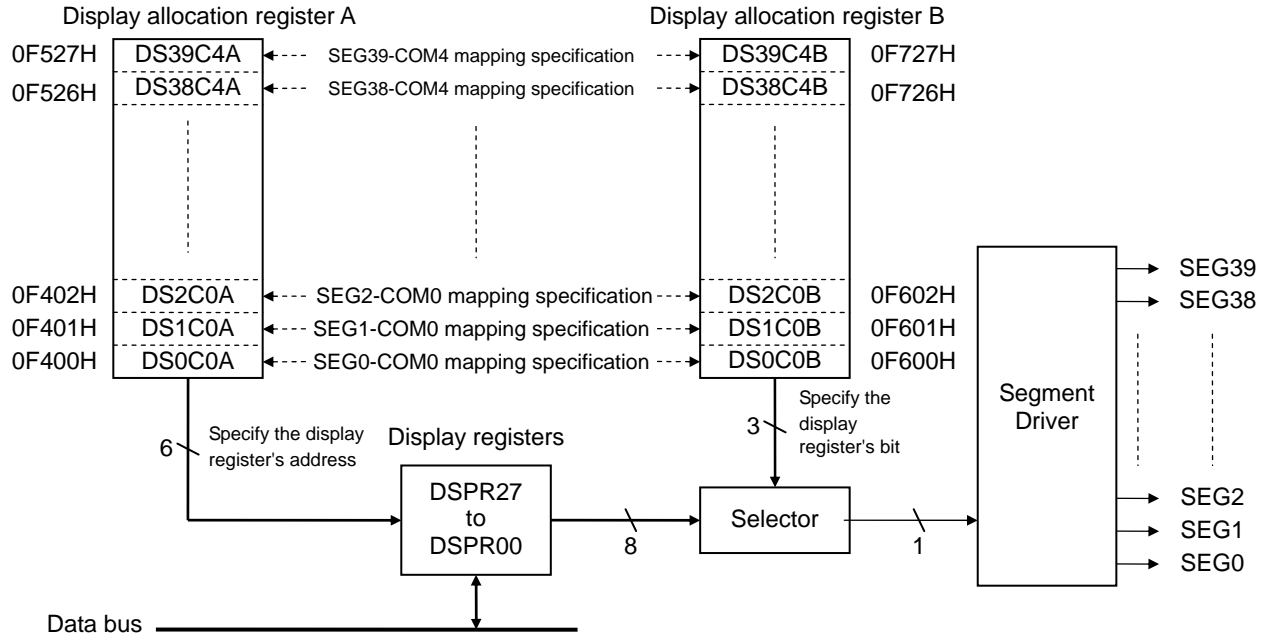 Display allocation register A
Display allocation register B
0F527H DS39C4A SEG39-COM4 mapping specification DS39C4B 0F727H
0F526H DS38C4A SEG38-COM4 mapping specification DS38C4B 0F726H
0F402H DS2C0A SEG2-COM0 mapping specification DS2C0B 0F602H
0F401H DS1C0A SEG1-COM0 mapping specification DS1C0B 0F601H
0F400H DS0C0A SEG0-COM0 mapping specification DS0C0B 0F600H
6
Specify the display
register's address
Display registers
DSPR27
to
DSPR00
8
3
Specify the
display
register's bit
Selector
1
Segment
Driver
SEG39
SEG38
SEG2
SEG1
SEG0
Data bus